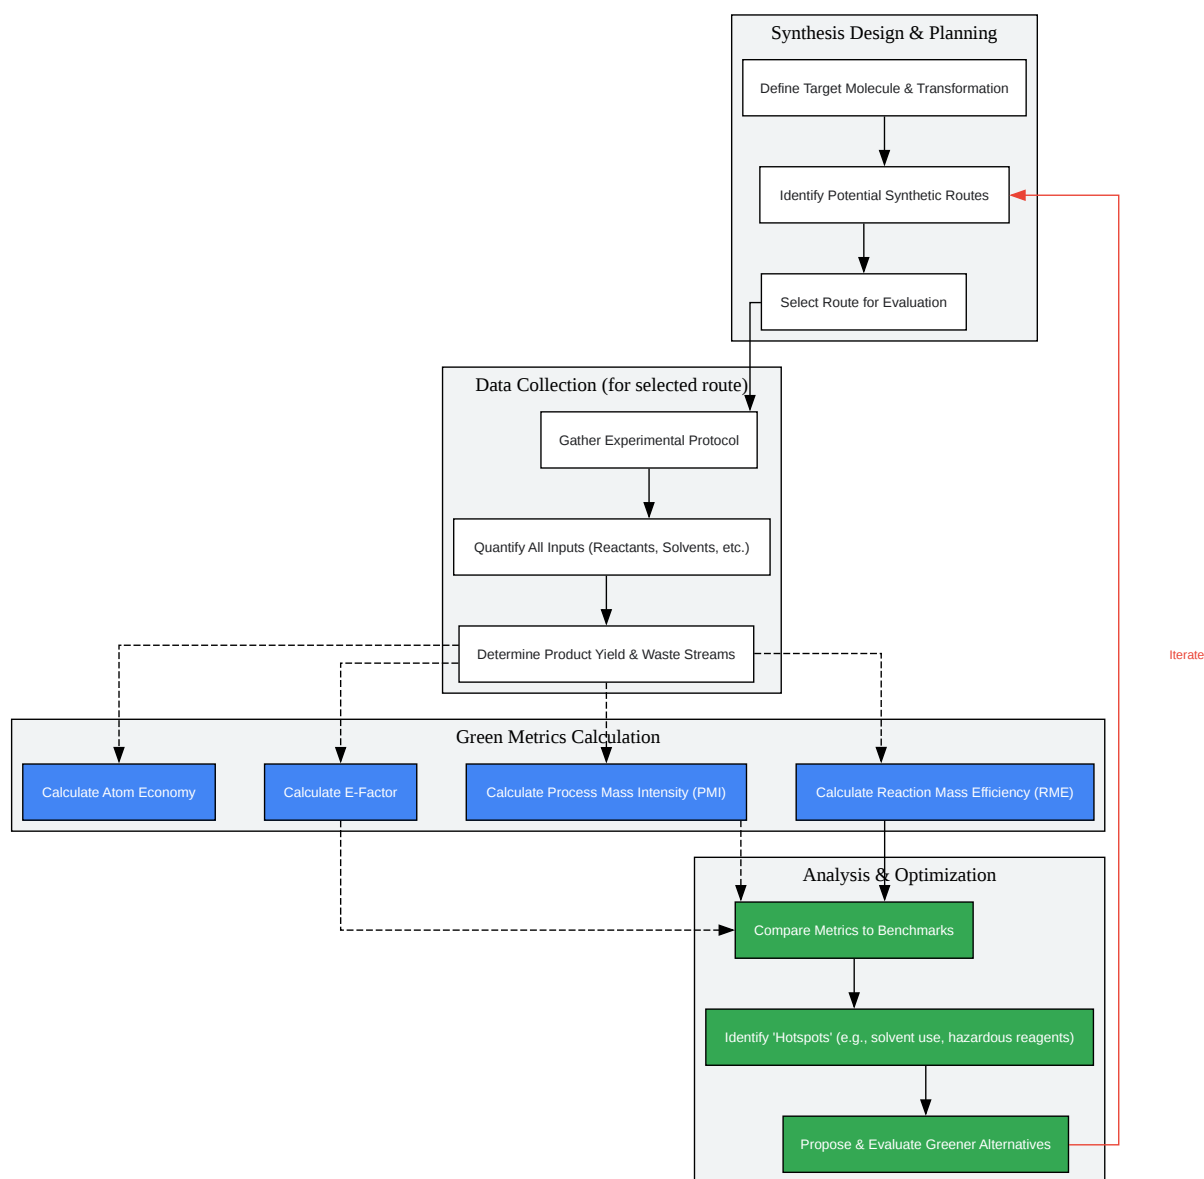 Synthesis Design & Planning
Define Target Molecule & Transformation
Identify Potential Synthetic Routes
Select Route for Evaluation
Data Collection (for selected route)
Gather Experimental Protocol
Quantify All Inputs (Reactants, Solvents, etc.)
Determine Product Yield & Waste Streams
Iterate
Green Metrics Calculation
Calculate Atom Economy
Calculate E-Factor
Calculate Process Mass Intensity (PMI)
Calculate Reaction Mass Efficiency (RME)
Analysis & Optimization
Compare Metrics to Benchmarks
Identify 'Hotspots' (e.g., solvent use, hazardous reagents)
Propose & Evaluate Greener Alternatives